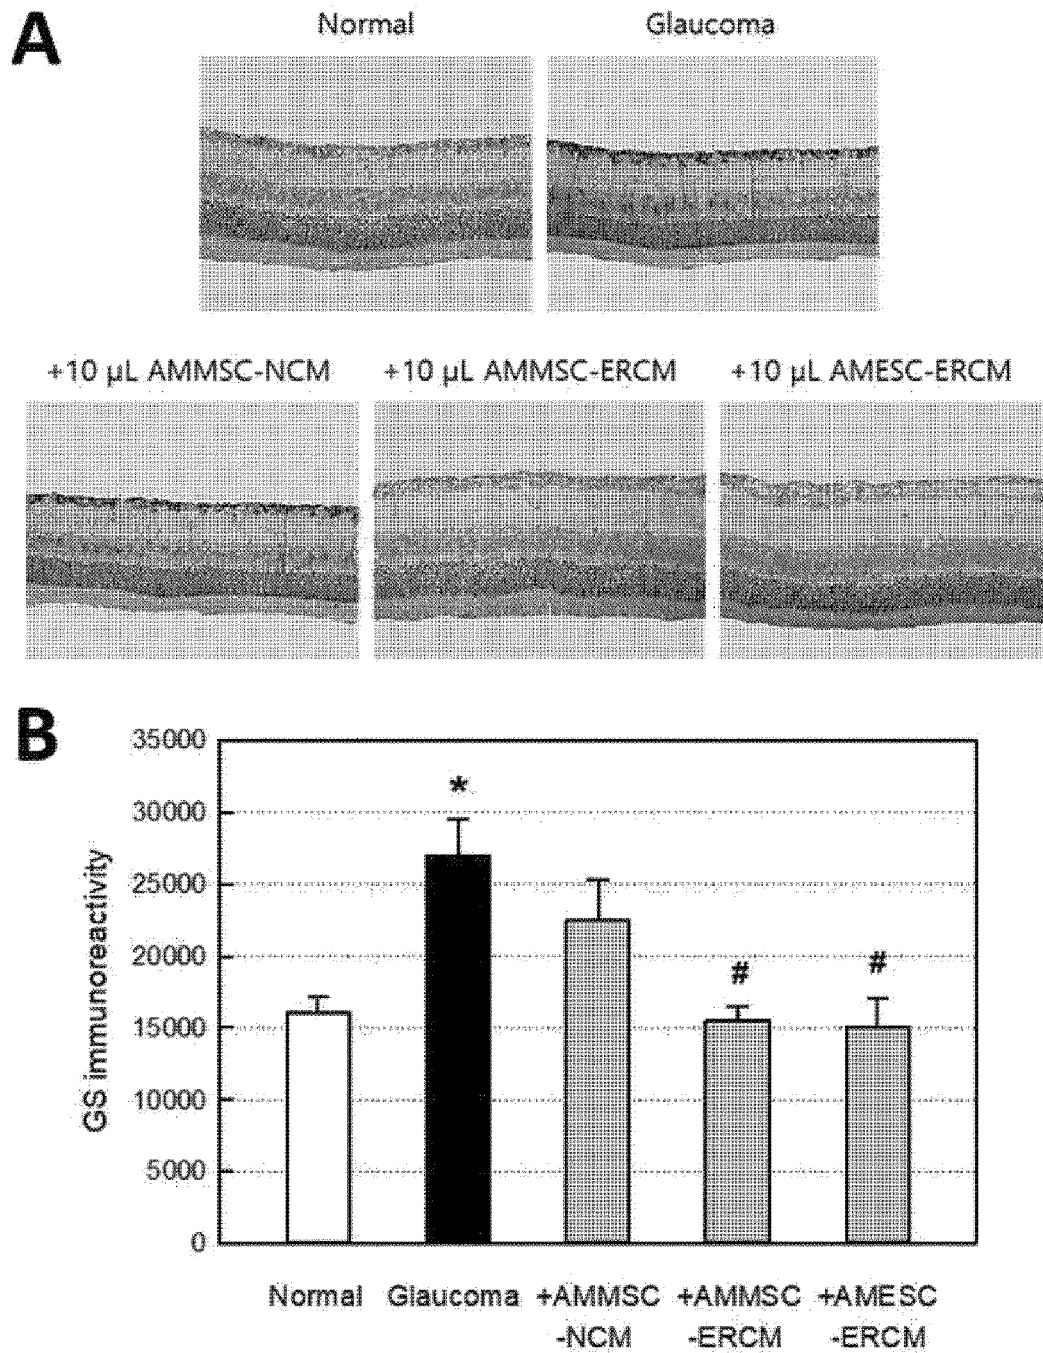 A
Normal Glaucoma
+10 μL AMMSC-NCM +10 μL AMMSC-ERCM +10 μL AMESC-ERCM
B
35000
*
30000
25000
20000
# #
15000
10000
5000
0
GS immunoreactivity
Normal Glaucoma +AMMSC +AMMSC +AMESC
-NCM -ERCM -ERCM